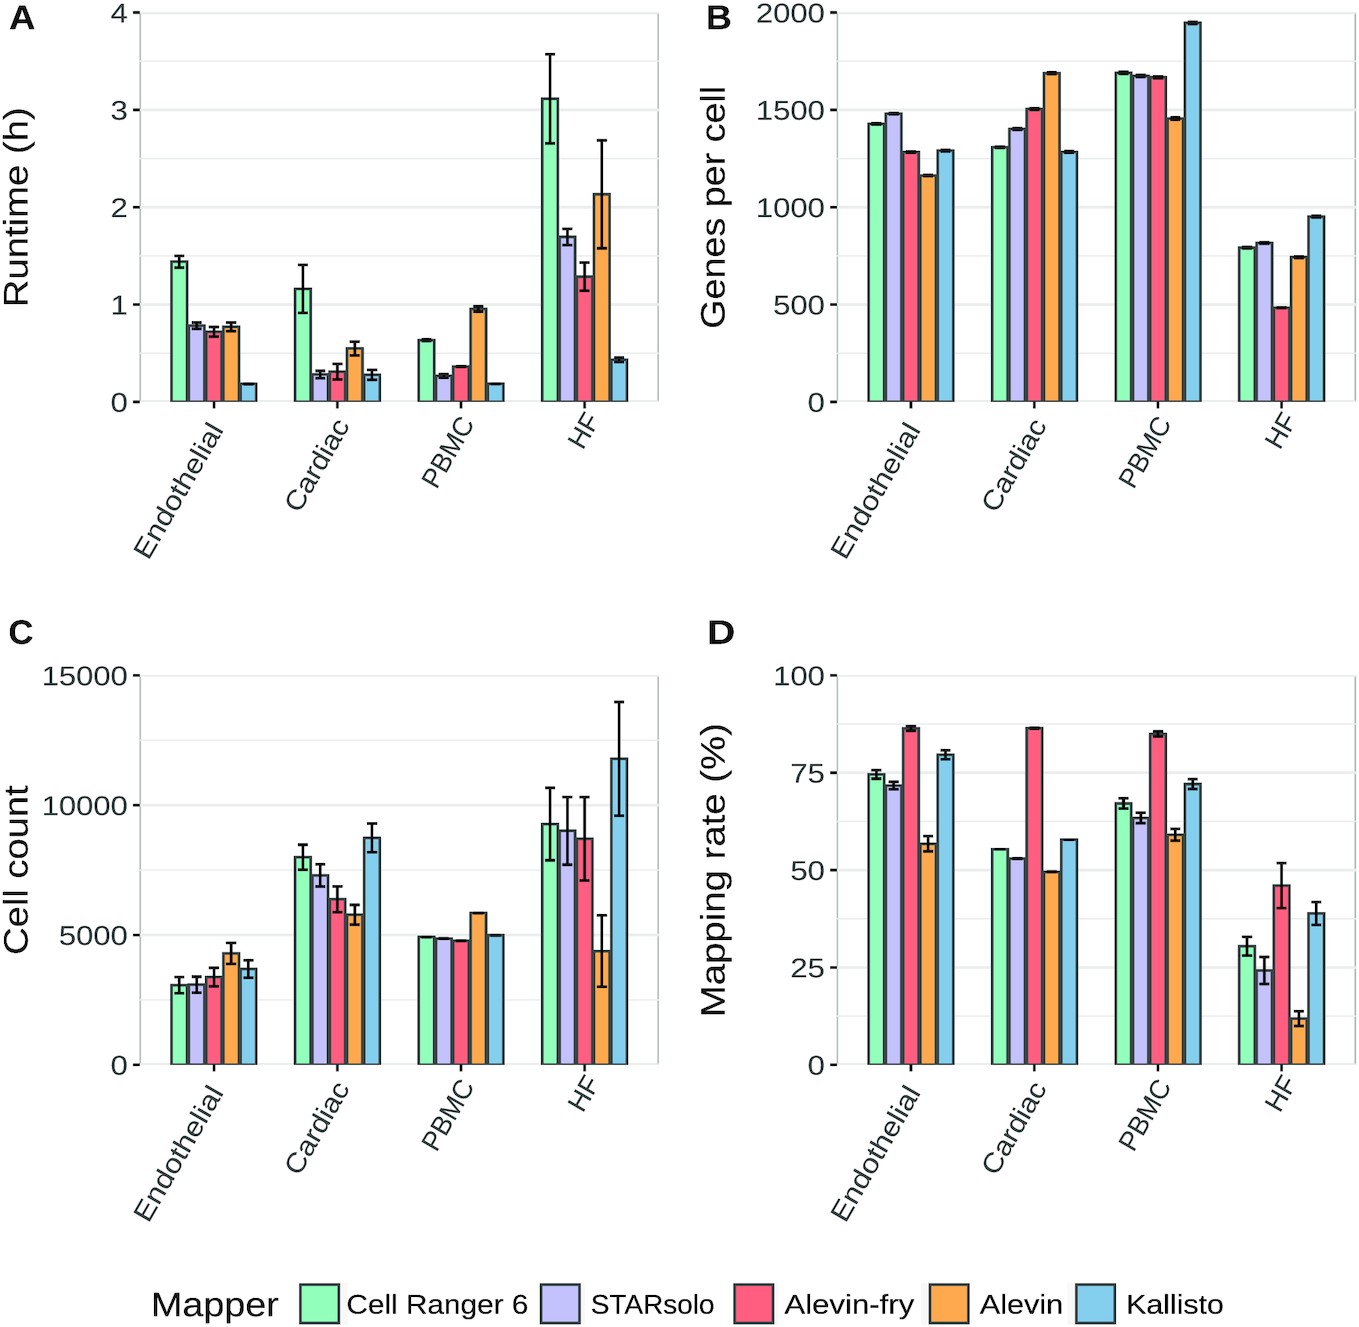 A
Runtime (h)
4
3
2
1
0
Endothelial
Cardiac
PBMC
HF
B
Genes per cell
2000
1500
1000
500
0
Endothelial
Cardiac
PBMC
HF
C
Cell count
15000
10000
5000
0
Endothelial
Cardiac
PBMC
HF
D
Mapping rate (%)
100
75
50
25
0
Endothelial
Cardiac
PBMC
HF
Mapper Cell Ranger 6 STARsolo Alevin-fry Alevin Kallisto